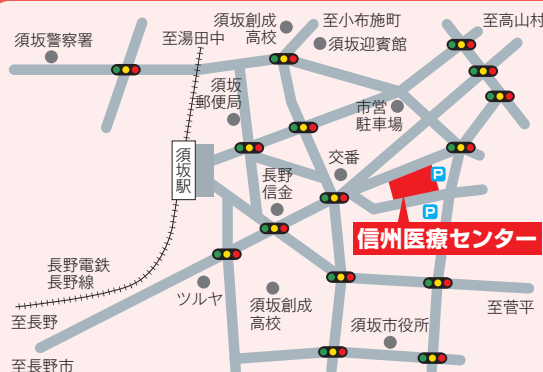 須坂創成
高校
至小布施町
至高山村
須坂警察署
至湯田中
須坂迎賓館
須坂
郵便局
市営
駐車場
須坂駅
交番
長野
信金
P
P
信州医療センター
長野電鉄
長野線
ツルヤ
須坂創成
高校
至菅平
至長野
須坂市役所
至長野市